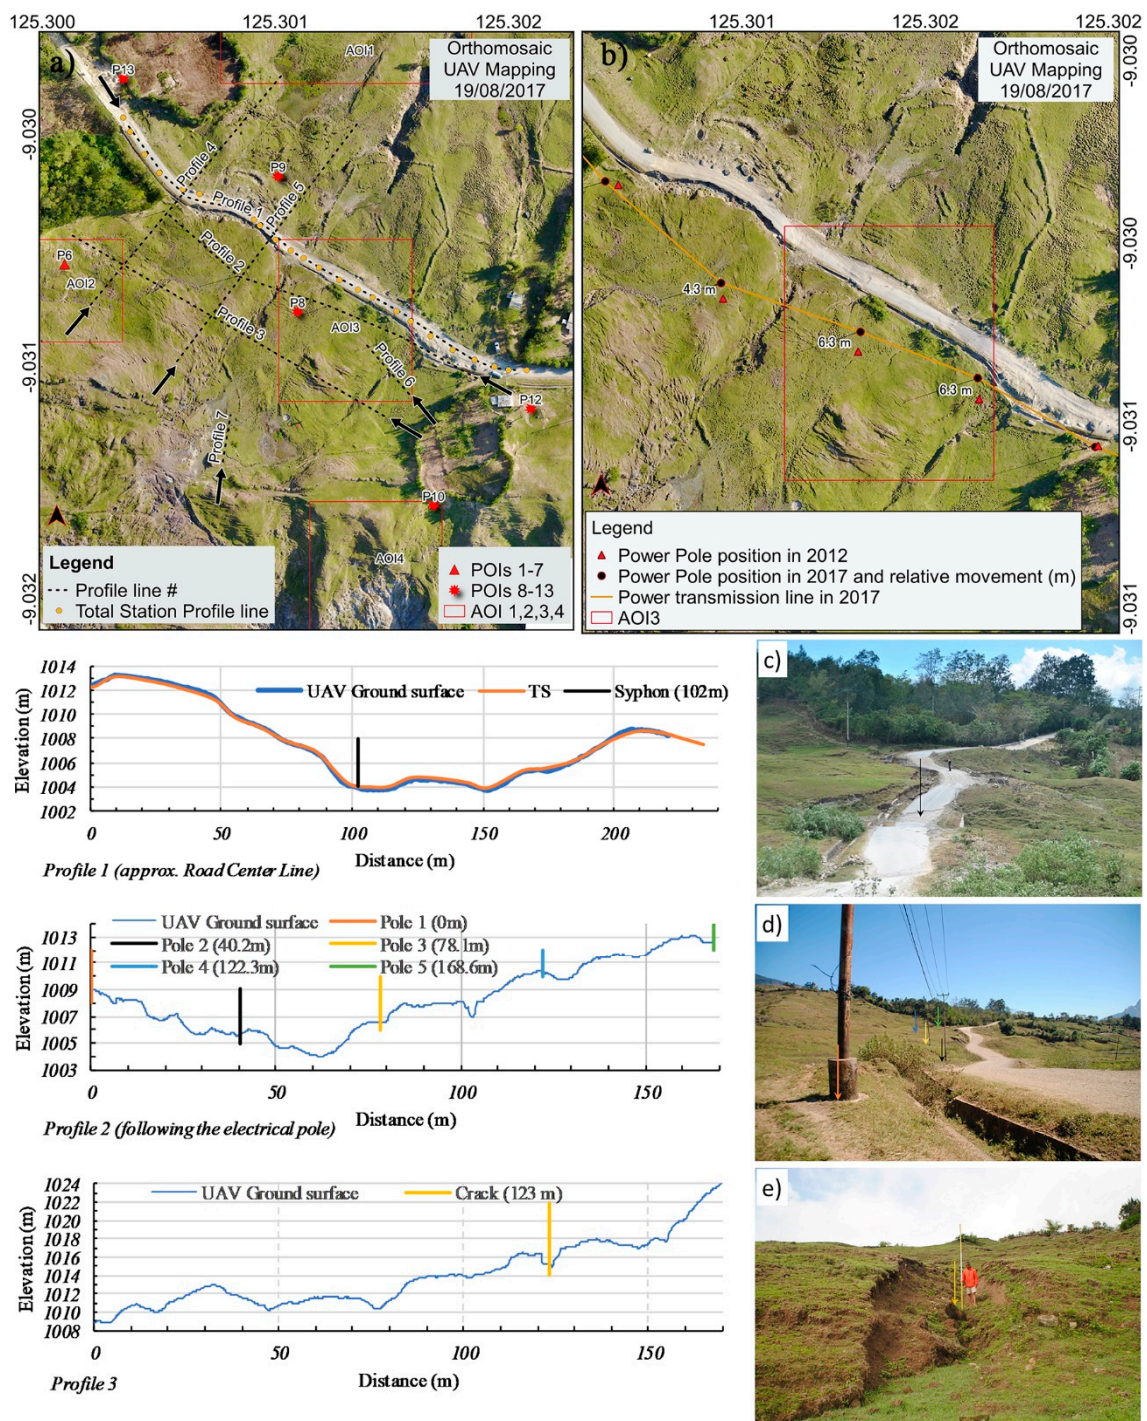 125.300
125.301
125.302
125.301
125.302
125.302
a)
Orthomosaic
UAV Mapping
19/08/2017
AOI1
P13
-9.030
Profile 4
P9
Profile 5
Profile 1
Profile 2
P6
AOI2
P8
AOI3
Profile 3
-9.031
Profile 6
P12
Profile 7
P10
AOI4
-9.032
Legend
Profile line #
Total Station Profile line
POIs 1-7
POIs 8-13
AOI 1,2,3,4
b)
Orthomosaic
UAV Mapping
19/08/2017
-9.030
-9.030
4.3 m
6.3 m
6.3 m
-9.031
-9.031
Legend
Power Pole position in 2012
Power Pole position in 2017 and relative movement (m)
Power transmission line in 2017
AOI3
Elevation (m)
1014
1012
1010
1008
1006
1004
1002
UAV Ground surface
TS
Syphon (102m)
0
50
100
150
200
Distance (m)
Profile 1 (approx. Road Center Line)
c)
Elevation (m)
1013
1011
1009
1007
1005
1003
UAV Ground surface
Pole 1 (0m)
Pole 2 (40.2m)
Pole 3 (78.1m)
Pole 4 (122.3m)
Pole 5 (168.6m)
0
50
100
150
Distance (m)
Profile 2 (following the electrical pole)
d)
Elevation (m)
1024
1022
1020
1018
1016
1014
1012
1010
1008
UAV Ground surface
Crack (123 m)
0
50
100
150
Distance (m)
Profile 3
e)